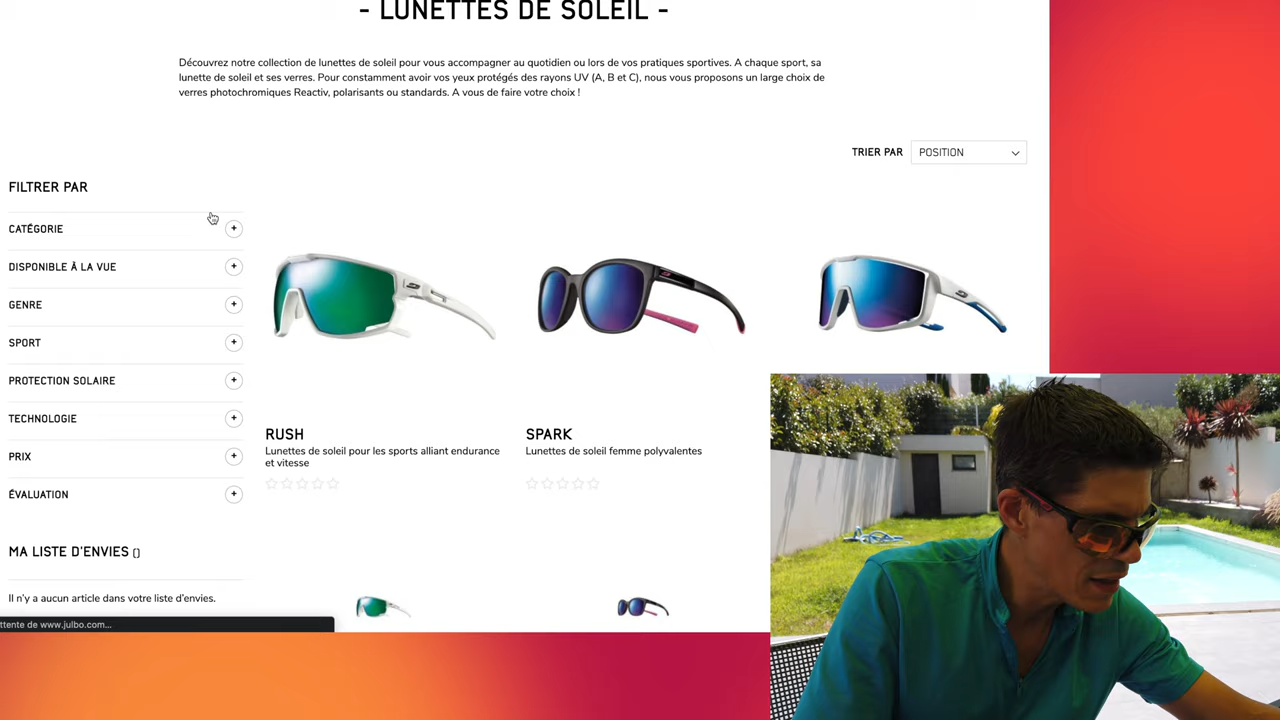 - LUNETTES DE SOLEIL -
Découvrez notre collection de lunettes de soleil pour vous accompagner au quotidien ou lors de vos pratiques sportives. A chaque sport, sa
lunette de soleil et ses verres. Pour constamment avoir vos yeux protégés des rayons UV (A, B et C), nous vous proposons un large choix de
verres photochromiques Reactiv, polarisants ou standards. A vous de faire votre choix !
TRIER PAR POSITION
FILTRER PAR
CATÉGORIE +
DISPONIBLE À LA VUE +
GENRE +
SPORT +
PROTECTION SOLAIRE +
TECHNOLOGIE +
PRIX +
ÉVALUATION +
RUSH
Lunettes de soleil pour les sports alliant endurance
et vitesse
SPARK
Lunettes de soleil femme polyvalentes
MA LISTE D'ENVIES ()
Il n'y a aucun article dans votre liste d'envies.
ttente de www.julbo.com...